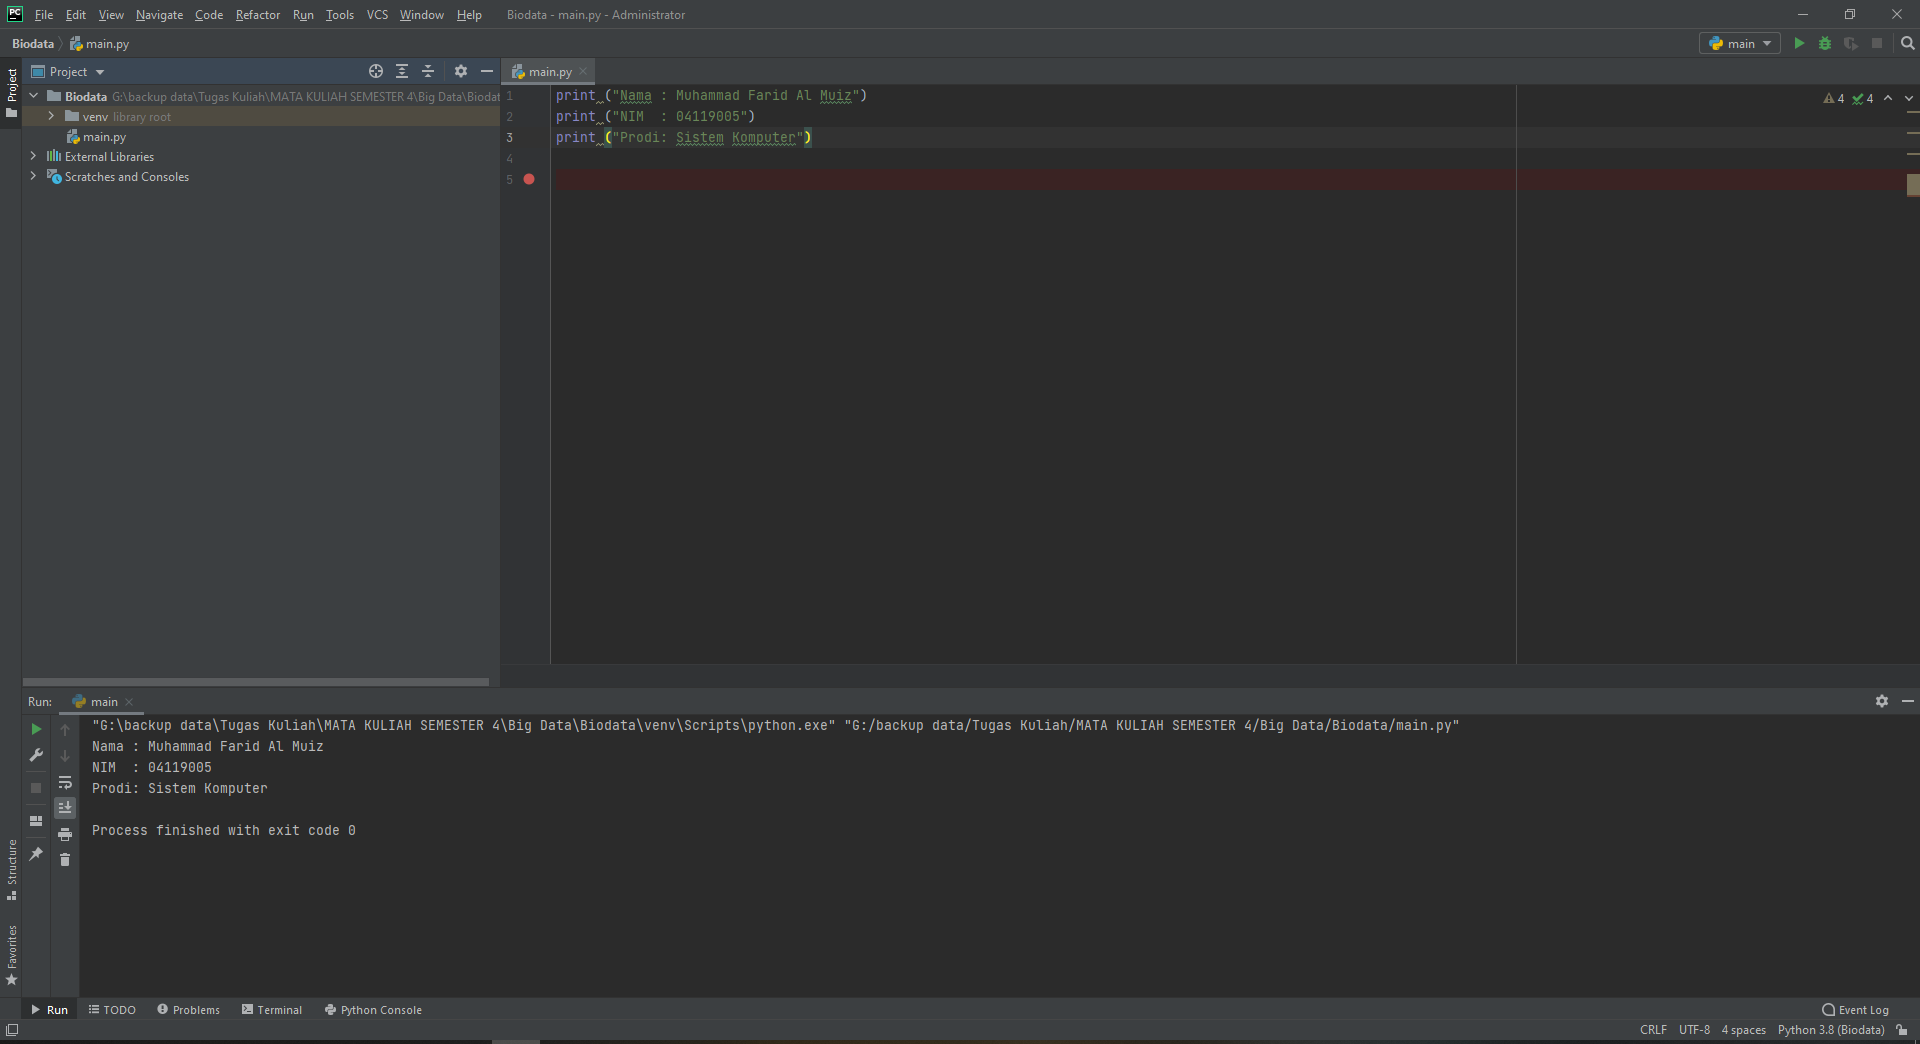 PC File Edit View Navigate Code Refactor Run Tools VCS Window Help Biodata - main.py - Administrator
Biodata main.py main
Project
Project
main.py
Biodata G:\backup data\Tugas Kuliah\MATA KULIAH SEMESTER 4\Big Data\Biodat
venv library root
main.py
External Libraries
Scratches and Consoles
1 print ("Nama : Muhammad Farid Al Muiz")
2 print ("NIM  : 04119005")
3 print ("Prodi: Sistem Komputer")
4
5
4 4
Run: main
"G:\backup data\Tugas Kuliah\MATA KULIAH SEMESTER 4\Big Data\Biodata\venv\Scripts\python.exe" "G:/backup data/Tugas Kuliah/MATA KULIAH SEMESTER 4/Big Data/Biodata/main.py"
Nama : Muhammad Farid Al Muiz
NIM  : 04119005
Prodi: Sistem Komputer
Process finished with exit code 0
Structure
Favorites
Run TODO Problems Terminal Python Console Event Log
CRLF UTF-8 4 spaces Python 3.8 (Biodata)